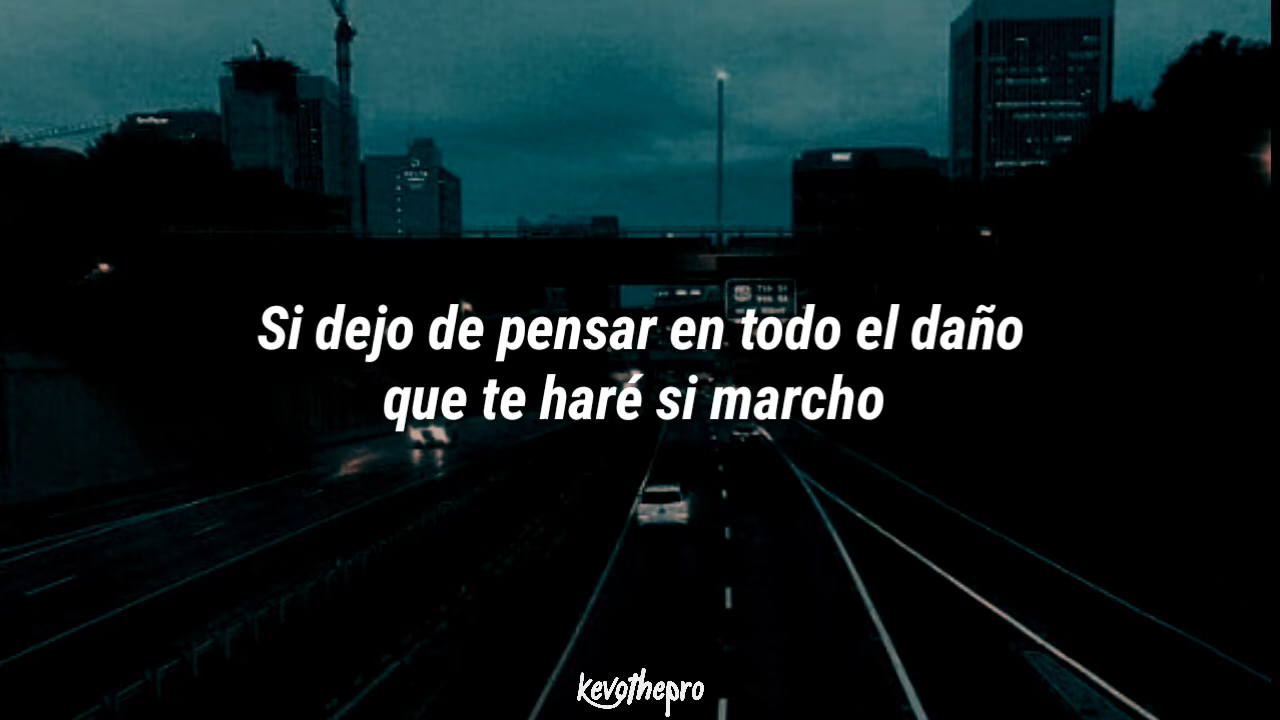 Si dejo de pensar en todo el daño
que te haré si marcho
kevothepro